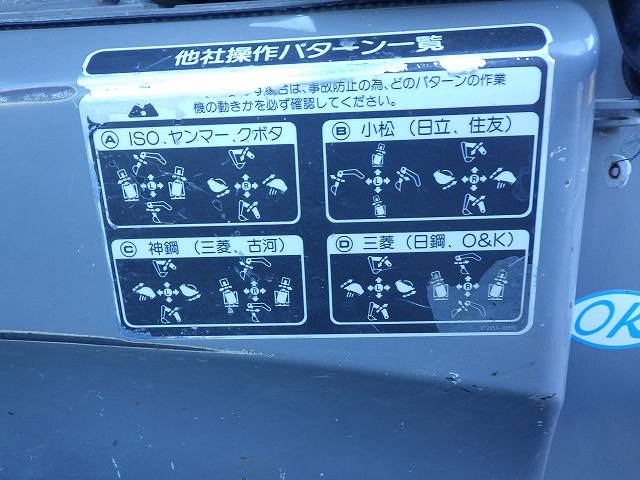 他社操作パターン一覧
場合は、事故防止の為、どのパターンの作業
機の動きかを必ず確認してください。
Ⓐ ISO、ヤンマー、クボタ
Ⓑ 小松（日立、住友）
L R
L R
Ⓒ 神鋼（三菱、古河）
Ⓓ 三菱（日鋼、O&K）
L R
L R
OK